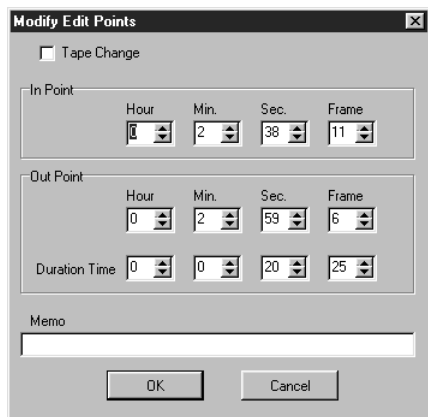 Modify Edit Points
Tape Change
In Point
Hour Min. Sec. Frame
0 2 38 11
Out Point
Hour Min. Sec. Frame
0 2 59 6
Duration Time 0 0 20 25
Memo
OK Cancel